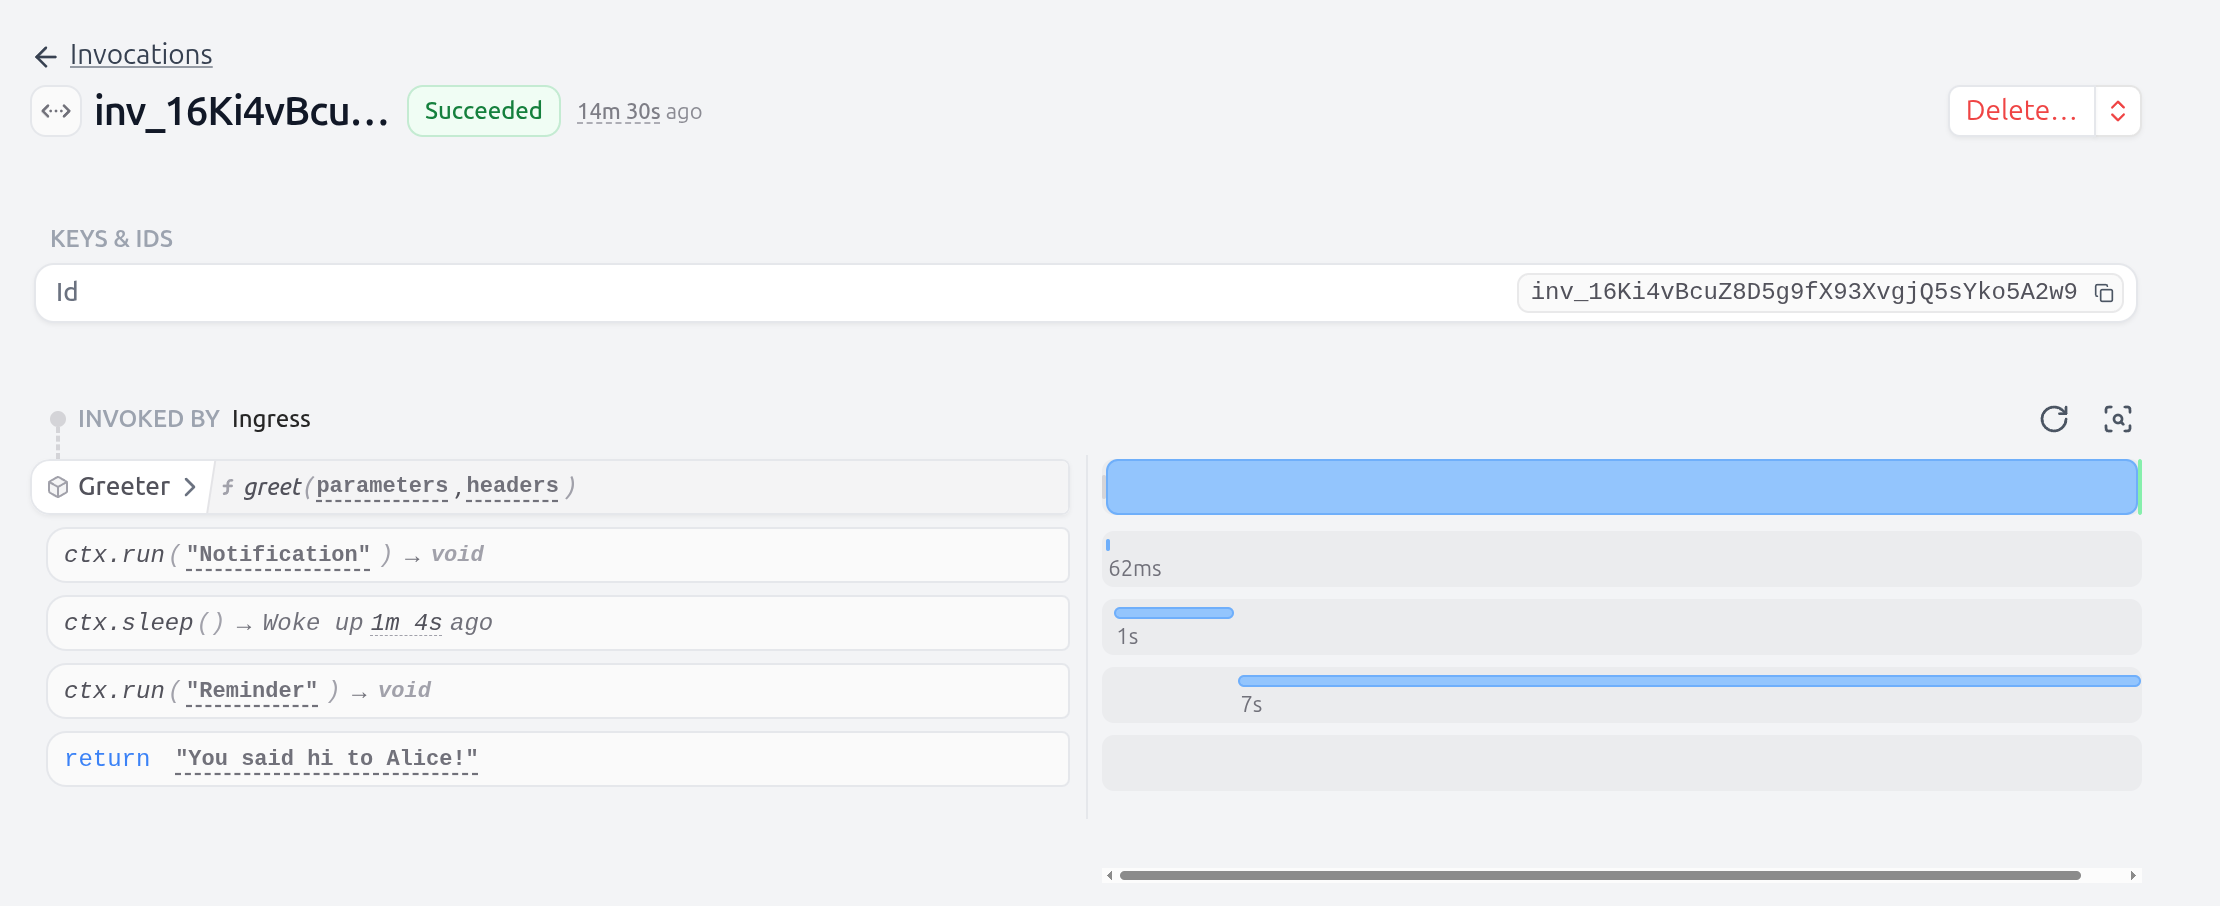 Invocations
inv_16Ki4vBcu... Succeeded 14m 30s ago Delete...
KEYS & IDS
Id inv_16Ki4vBcuZ8D5g9fX93XvgjQ5sYko5A2w9
INVOKED BY Ingress
Greeter > f greet(parameters,headers)
ctx.run("Notification") → void
62ms
ctx.sleep() → Woke up 1m 4s ago
1s
ctx.run("Reminder") → void
7s
return "You said hi to Alice!"